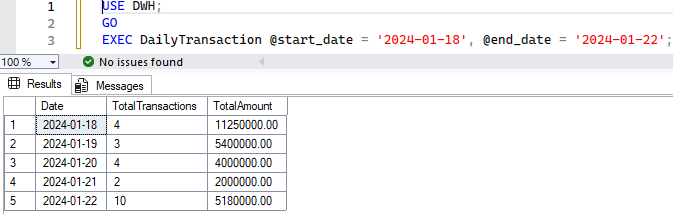 1 USE DWH;
2 GO
3 EXEC DailyTransaction @start_date = '2024-01-18', @end_date = '2024-01-22';
100 % No issues found
Results Messages
Date TotalTransactions TotalAmount
1 2024-01-18 4 11250000.00
2 2024-01-19 3 5400000.00
3 2024-01-20 4 4000000.00
4 2024-01-21 2 2000000.00
5 2024-01-22 10 5180000.00